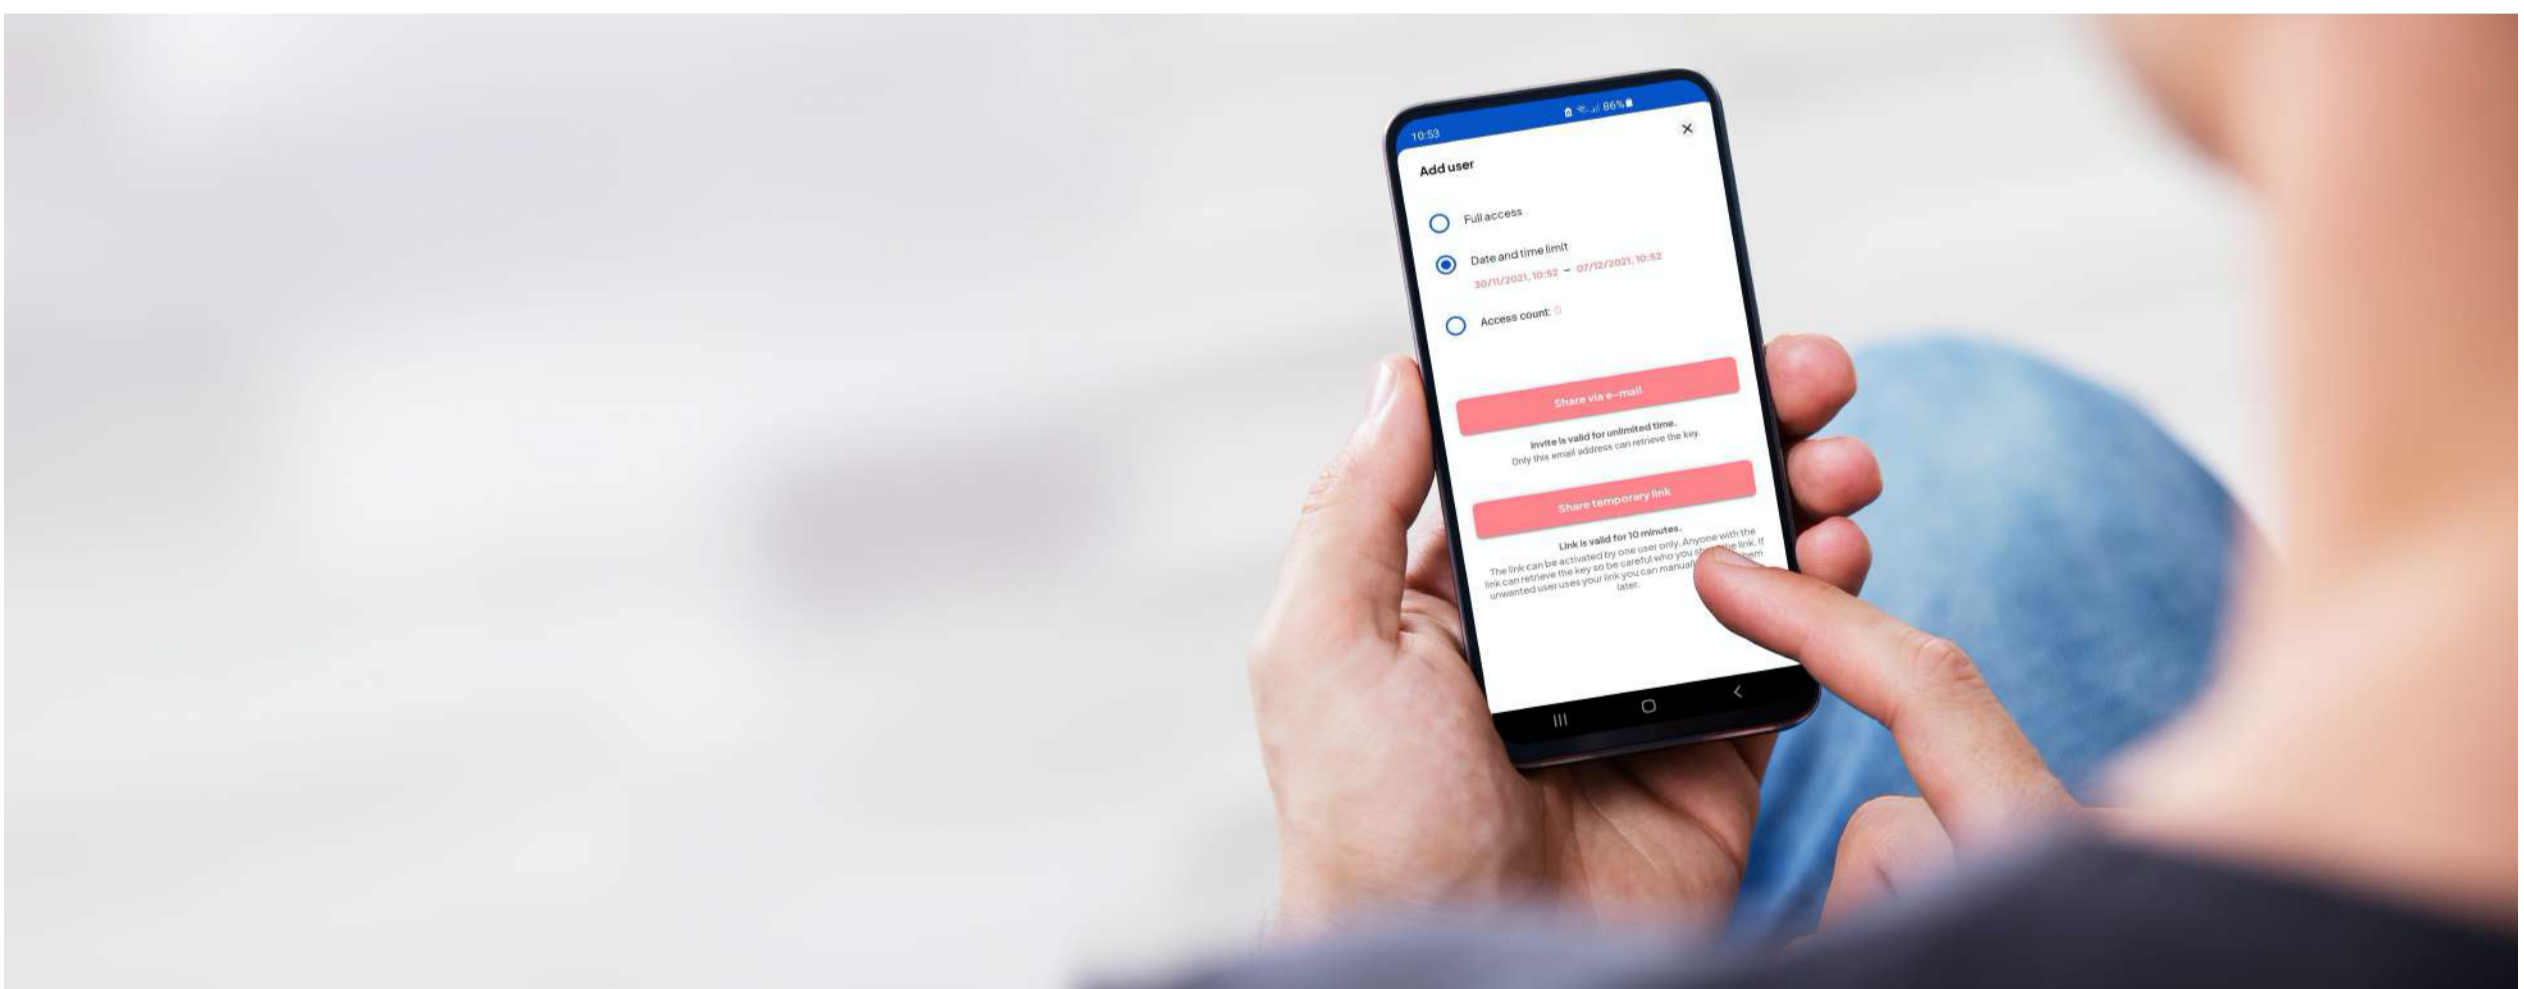 10:53 86%
Add user
Full access
Date and time limit
30/11/2021, 10:52 – 07/12/2021, 10:52
Access count: 0
Share via e-mail
Invite is valid for unlimited time.
Only this email address can retrieve the key.
Share temporary link
Link is valid for 10 minutes.
The link can be activated by one user only. Anyone with the
link can retrieve the key so be careful who you the link. If
unwanted user uses your link you can
later.